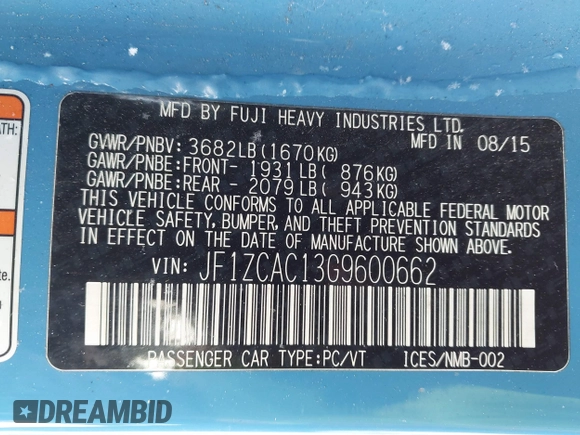 MFD BY FUJI HEAVY INDUSTRIES LTD.
MFD IN 08/15
GVWR/PNBV: 3682LB(1670KG)
GAWR/PNBE:FRONT- 1931LB( 876KG)
GAWR/PNBE:REAR - 2079LB( 943KG)
THIS VEHICLE CONFORMS TO ALL APPLICABLE FEDERAL MOTOR
VEHICLE SAFETY, BUMPER, AND THEFT PREVENTION STANDARDS
IN EFFECT ON THE DATE OF MANUFACTURE SHOWN ABOVE.
VIN: JF1ZCAC13G9600662
PASSENGER CAR TYPE:PC/VT ICES/NMB-002
ATH:
DREAMBID